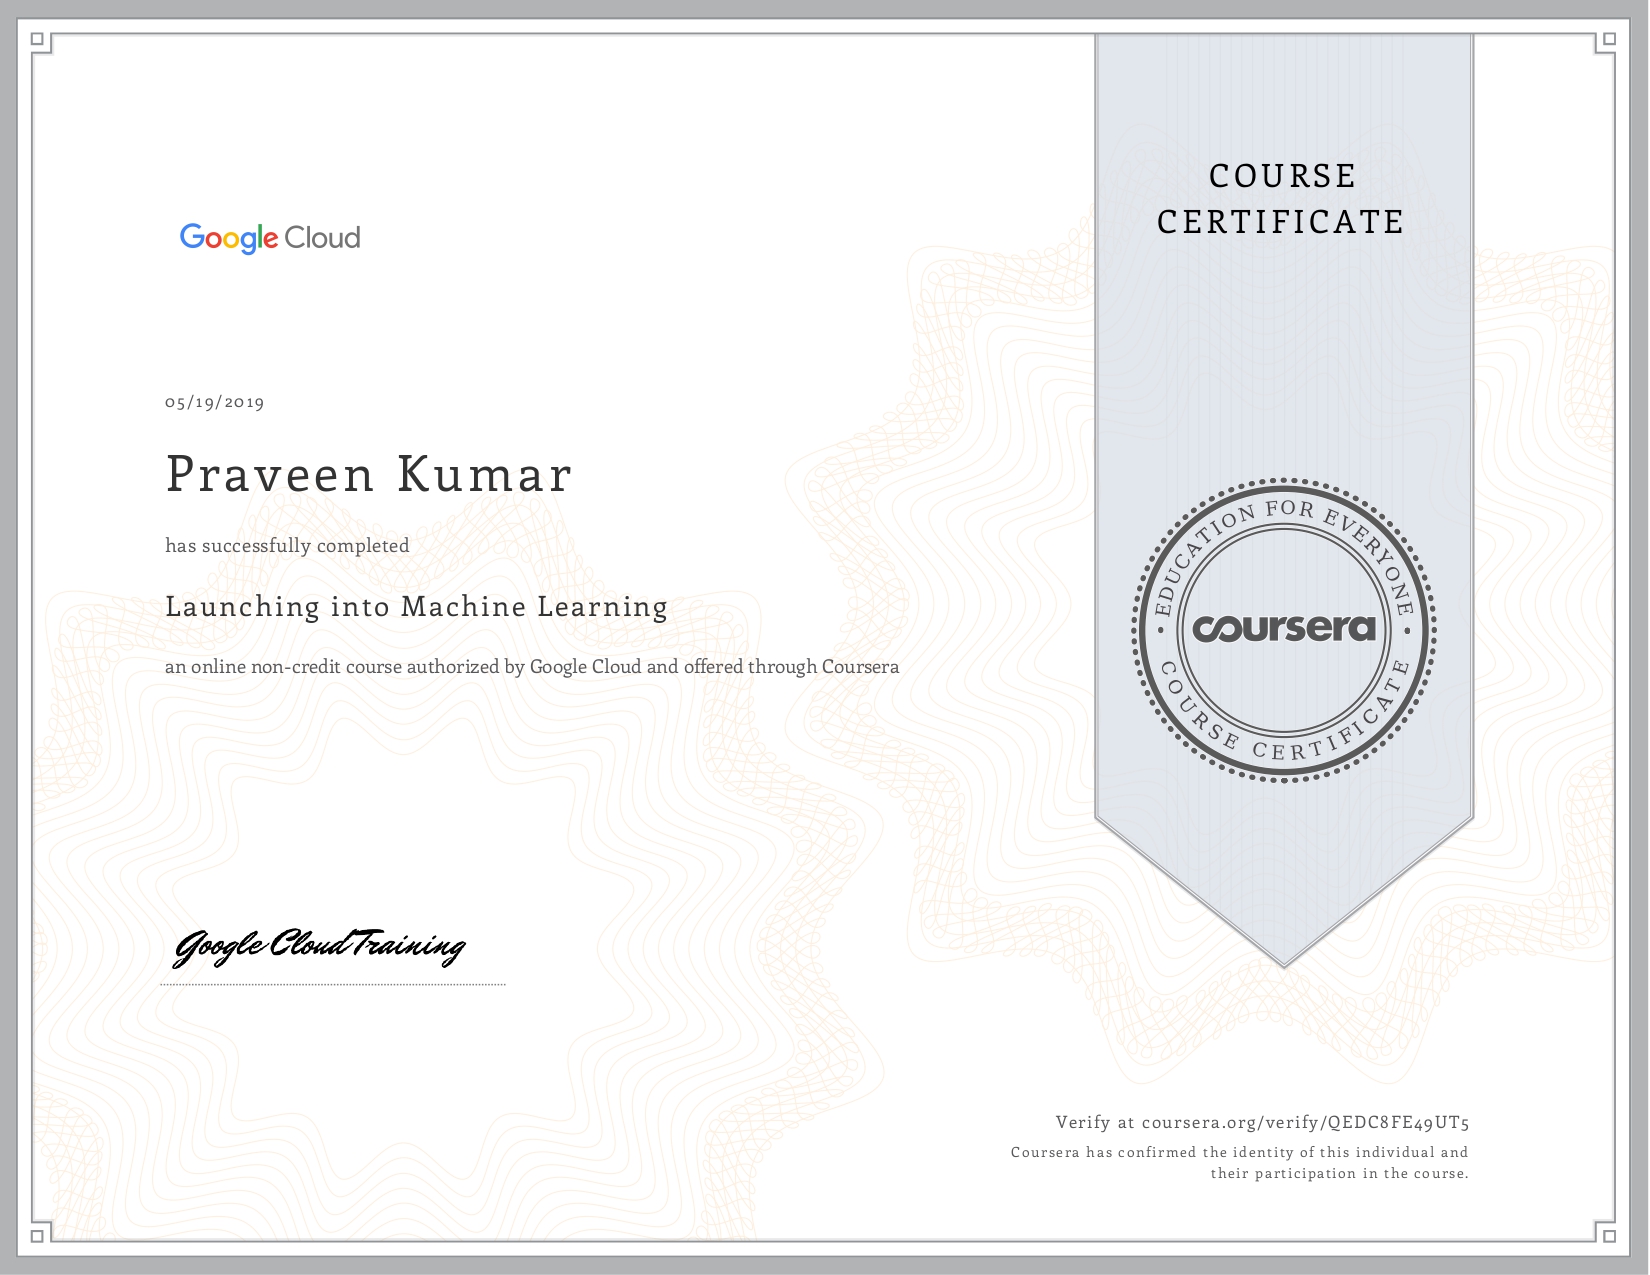 Google Cloud
COURSE
CERTIFICATE
05/19/2019
Praveen Kumar
has successfully completed
Launching into Machine Learning
an online non-credit course authorized by Google Cloud and offered through Coursera
EDUCATION FOR EVERYONE
coursera
COURSE CERTIFICATE
Google Cloud Training
Verify at coursera.org/verify/QEDC8FE49UT5
Coursera has confirmed the identity of this individual and
their participation in the course.